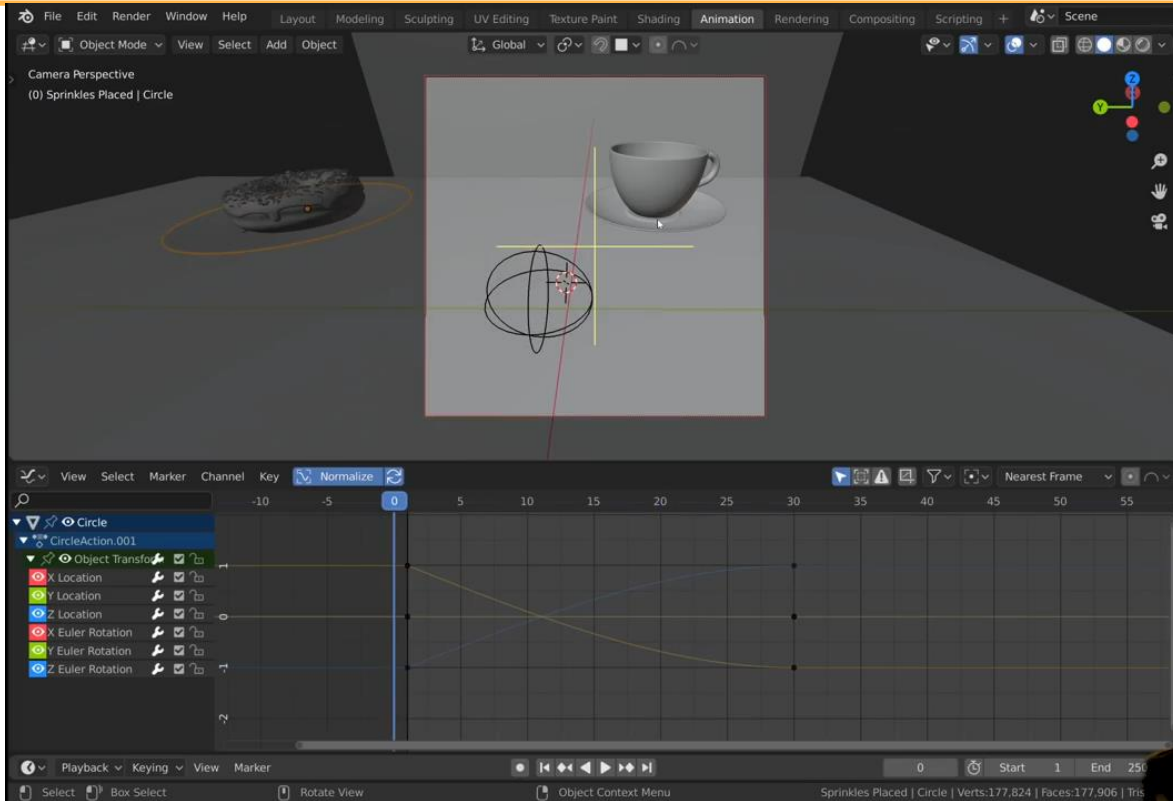 File Edit Render Window Help Layout Modeling Sculpting UV Editing Texture Paint Shading Animation Rendering Compositing Scripting + Scene
Object Mode View Select Add Object Global
Camera Perspective
(0) Sprinkles Placed | Circle
Z
Y
View Select Marker Channel Key Normalize Nearest Frame
-10 -5 0 5 10 15 20 25 30 35 40 45 50 55
Circle
CircleAction.001
Object Transfo
X Location
Y Location
Z Location
X Euler Rotation
Y Euler Rotation
Z Euler Rotation
1
0
-1
-2
Playback Keying View Marker 0 Start 1 End 250
Select Box Select Rotate View Object Context Menu Sprinkles Placed | Circle | Verts:177,824 | Faces:177,906 | Tris